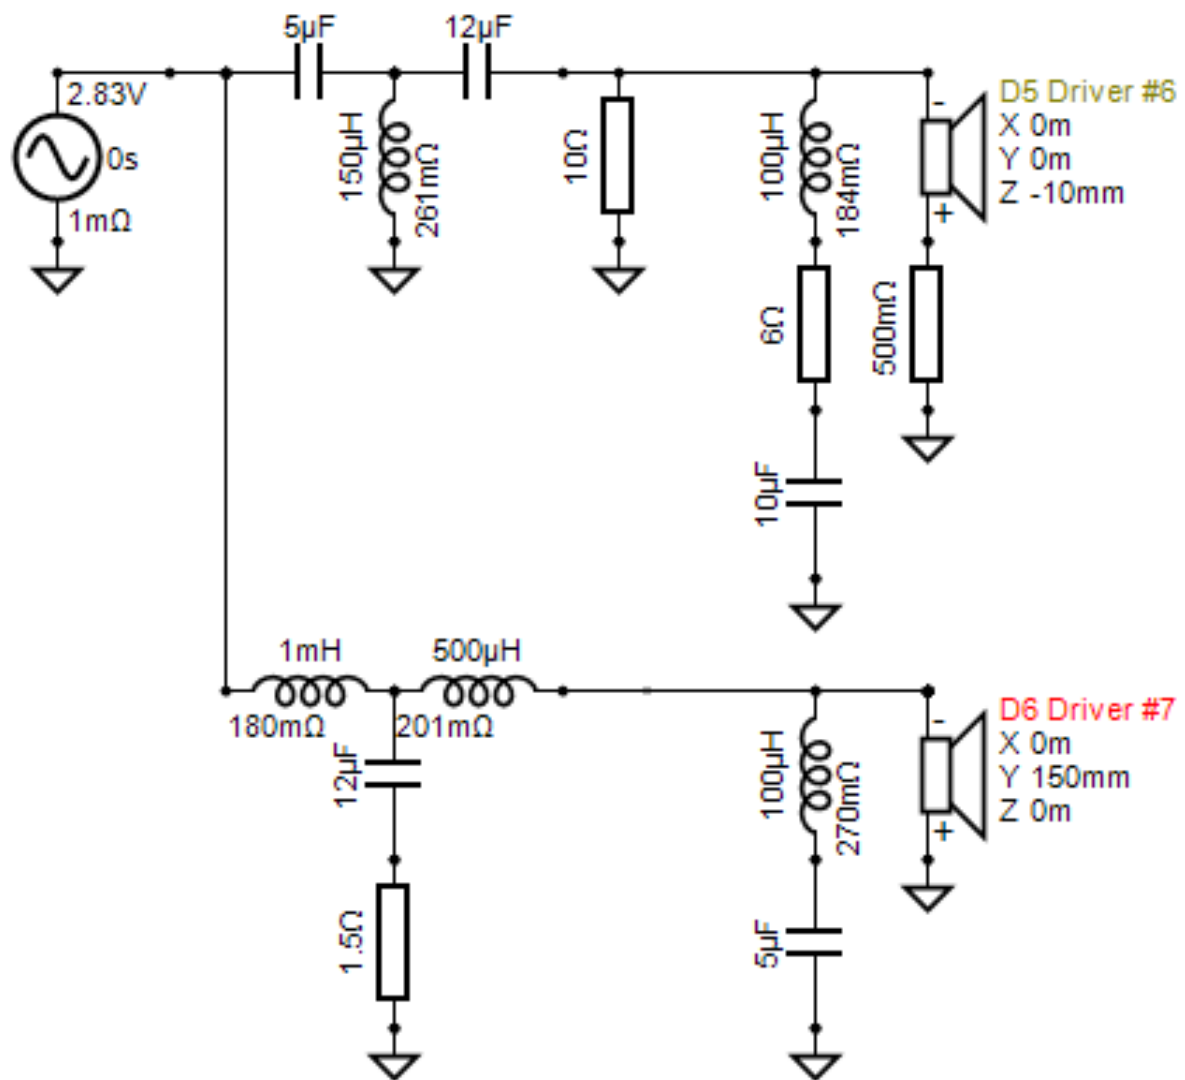 5µF
12µF
2.83V
0s
1mΩ
150µH
261mΩ
10Ω
100µH
184mΩ
-
+
D5 Driver #6
X 0m
Y 0m
Z -10mm
6Ω
500mΩ
10µF
1mH
500µH
180mΩ
201mΩ
12µF
1.5Ω
100µH
270mΩ
-
+
D6 Driver #7
X 0m
Y 150mm
Z 0m
5µF